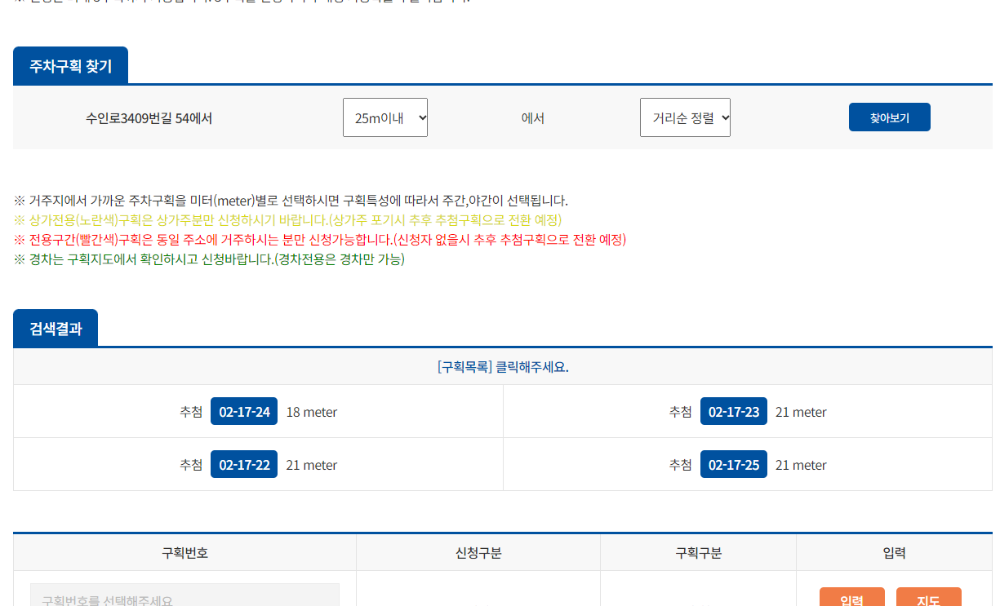 주차구획 찾기
수인로3409번길 54에서 25m이내 에서 거리순 정렬 찾아보기
※ 거주지에서 가까운 주차구획을 미터(meter)별로 선택하시면 구획특성에 따라서 주간,야간이 선택됩니다.
※ 상가전용(노란색)구획은 상가주분만 신청하시기 바랍니다.(상가주 포기시 추후 추첨구획으로 전환 예정)
※ 전용구간(빨간색)구획은 동일 주소에 거주하시는 분만 신청가능합니다.(신청자 없을시 추후 추첨구획으로 전환 예정)
※ 경차는 구획지도에서 확인하시고 신청바랍니다.(경차전용은 경차만 가능)
검색결과
[구획목록] 클릭해주세요.
추첨 02-17-24 18 meter 추첨 02-17-23 21 meter
추첨 02-17-22 21 meter 추첨 02-17-25 21 meter
구획번호 신청구분 구획구분 입력
구획번호를 선택해주세요 입력 지도